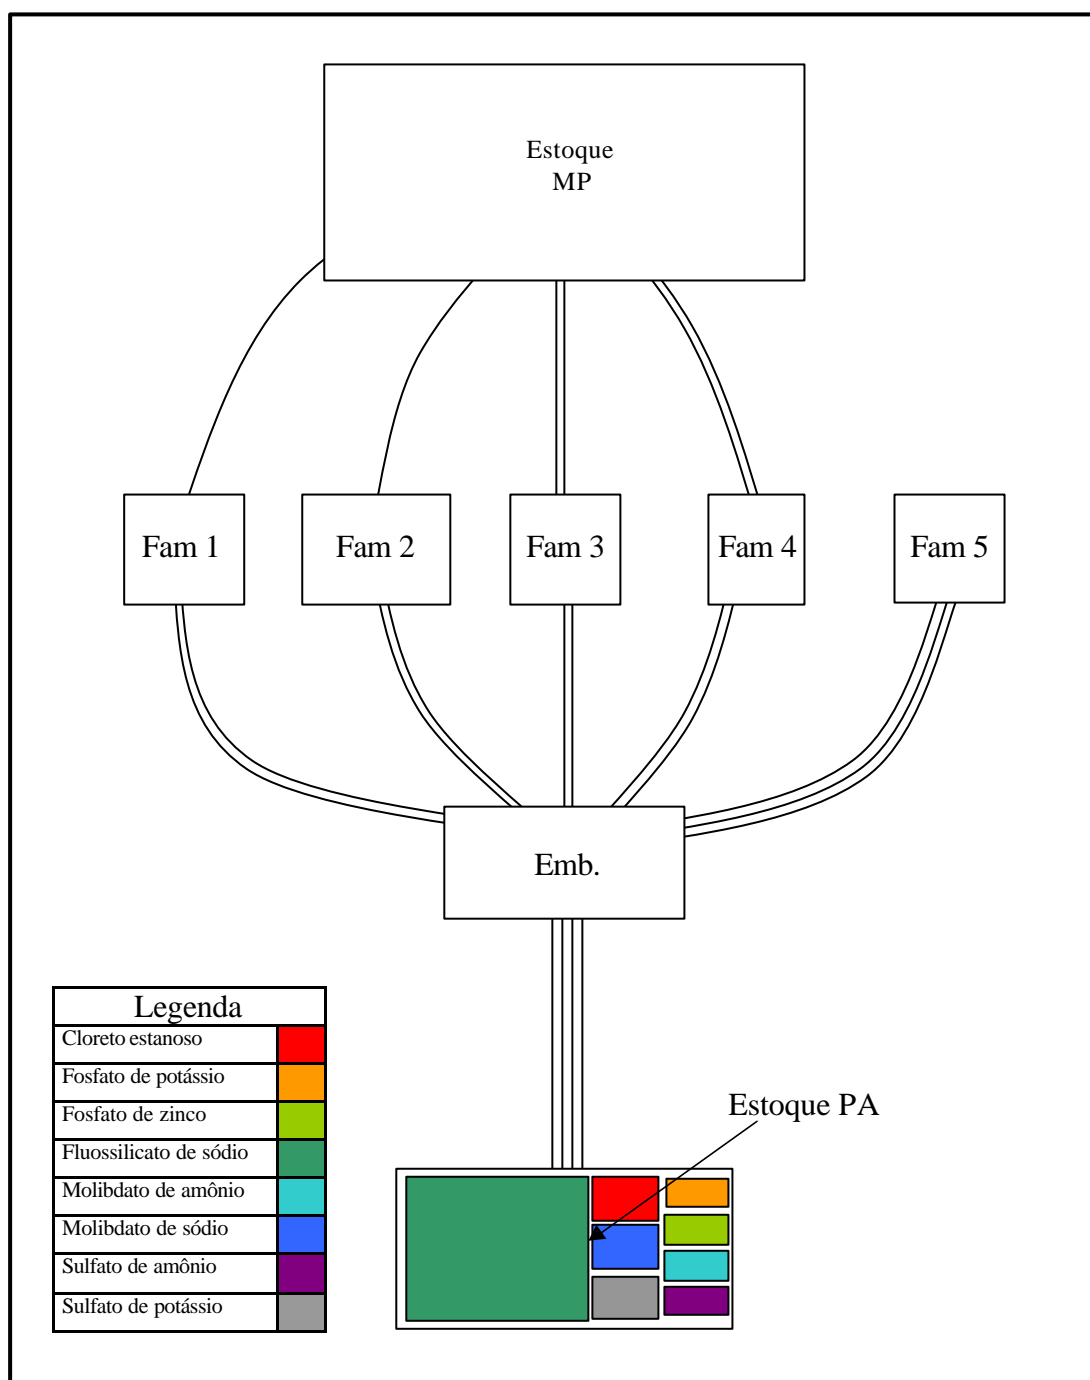 Estoque
MP
Fam 1
Fam 2
Fam 3
Fam 4
Fam 5
Emb.
Legenda
Cloreto estanoso
Fosfato de potássio
Fosfato de zinco
Fluossilicato de sódio
Molibdato de amônio
Molibdato de sódio
Sulfato de amônio
Sulfato de potássio
Estoque PA